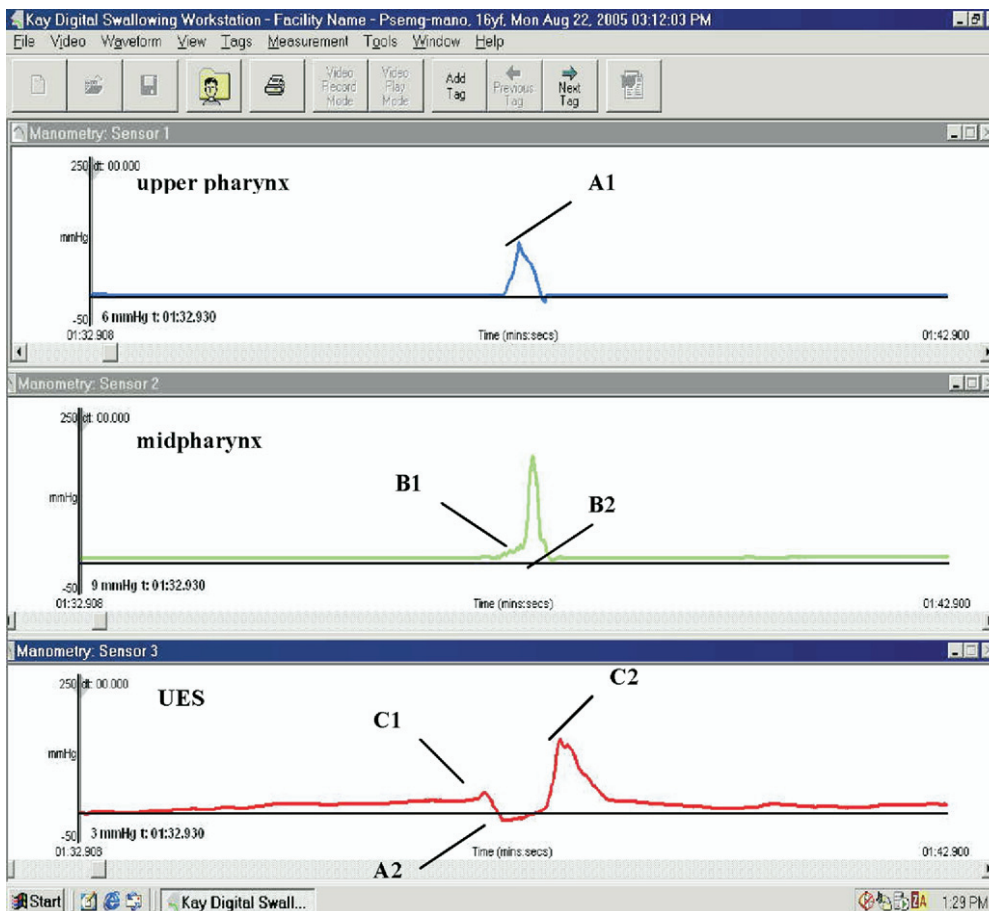 Kay Digital Swallowing Workstation - Facility Name - Psemg-mano, 16yf, Mon Aug 22, 2005 03:12:03 PM
File Video Waveform View Tags Measurement Tools Window Help
Video Record Mode
Video Play Mode
Add Tag
Previous Tag
Next Tag
Manometry: Sensor 1
250 dt: 00.000
upper pharynx
A1
mmHg
-50
6 mmHg t: 01:32.930
01:32.908
Time (mins:secs)
01:42.900
Manometry: Sensor 2
250 dt: 00.000
midpharynx
B1
mmHg
B2
-50
9 mmHg t: 01:32.930
01:32.908
Time (mins:secs)
01:42.900
Manometry: Sensor 3
250 dt: 00.000
UES
C2
C1
mmHg
-50
3 mmHg t: 01:32.930
01:32.908
Time (mins:secs)
01:42.900
A2
Start
Kay Digital Swall...
1:29 PM